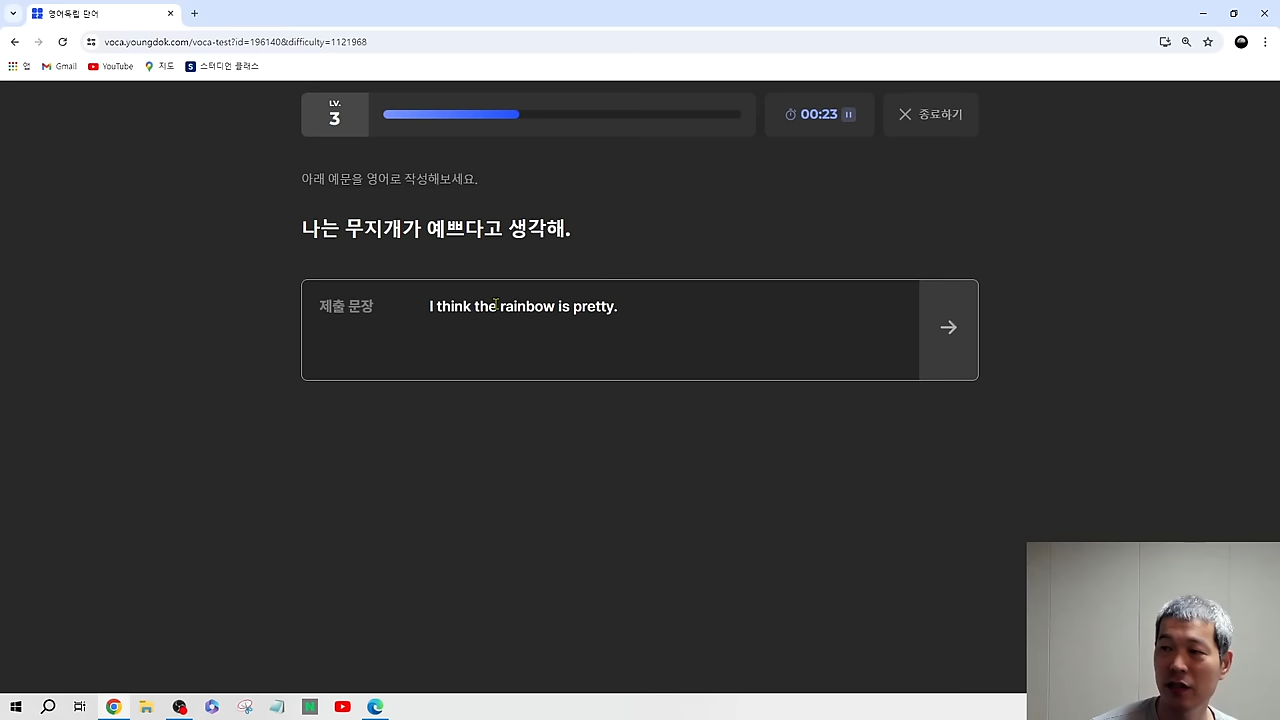 영어독립 단어
voca.youngdok.com/voca-test?id=196140&difficulty=1121968
앱 Gmail YouTube 지도 스터디언 클래스
LV.
3
00:23
종료하기
아래 예문을 영어로 작성해보세요.
나는 무지개가 예쁘다고 생각해.
제출 문장 I think the rainbow is pretty.